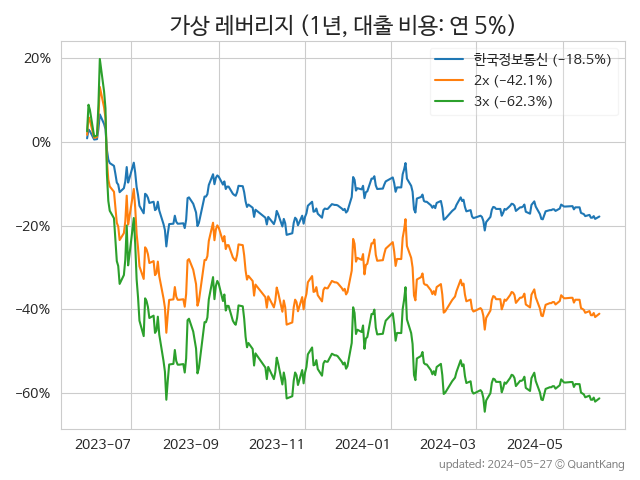 가상 레버리지 (1년, 대출 비용: 연 5%)
한국정보통신 (−18.5%)
2x (−42.1%)
3x (−62.3%)
20%
0%
−20%
−40%
−60%
2023-07 2023-09 2023-11 2024-01 2024-03 2024-05
updated: 2024-05-27 © QuantKang